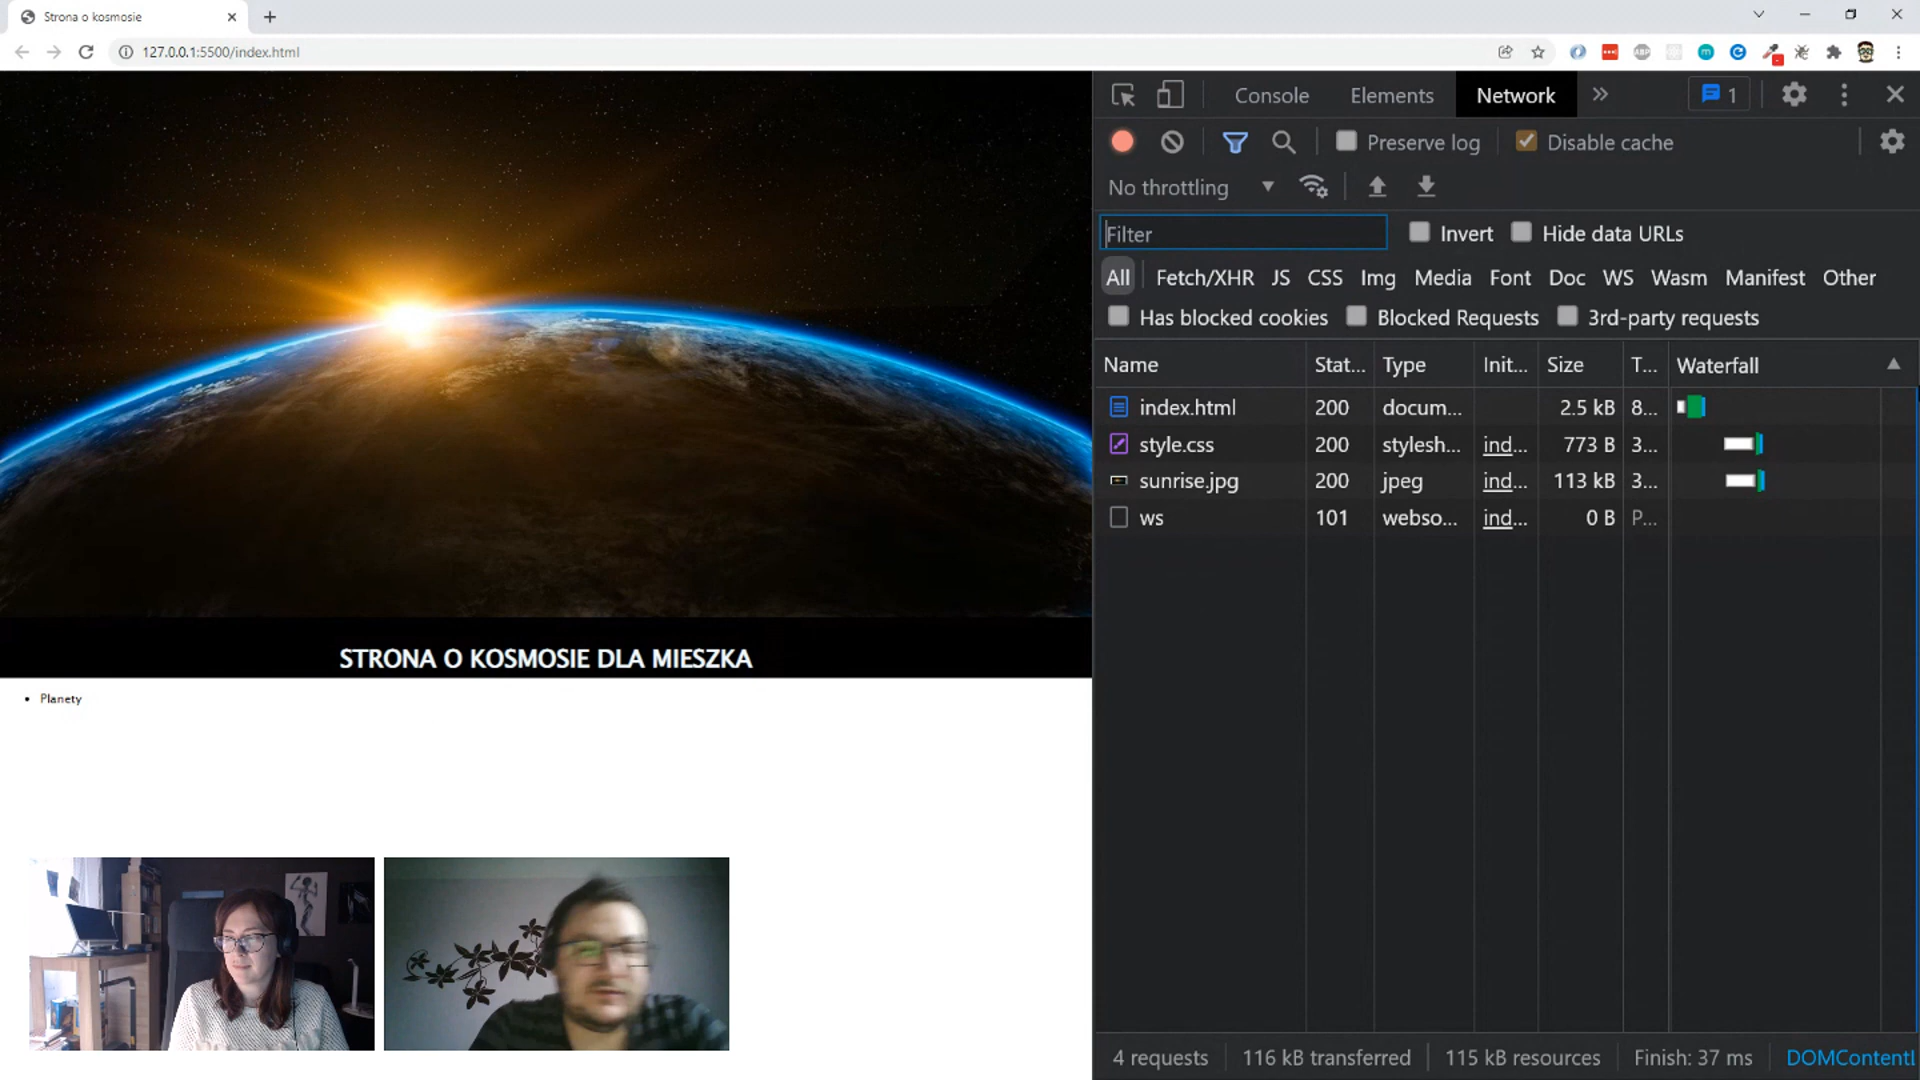 Strona o kosmosie
127.0.0.1:5500/index.html
Console Elements Network 1
Preserve log Disable cache
No throttling
Filter Invert Hide data URLs
All Fetch/XHR JS CSS Img Media Font Doc WS Wasm Manifest Other
Has blocked cookies Blocked Requests 3rd-party requests
Name Stat... Type Init... Size T... Waterfall
index.html 200 docum... 2.5 kB 8...
style.css 200 stylesh... ind... 773 B 3...
sunrise.jpg 200 jpeg ind... 113 kB 3...
ws 101 webso... ind... 0 B P...
4 requests 116 kB transferred 115 kB resources Finish: 37 ms DOMContentl
STRONA O KOSMOSIE DLA MIESZKA
• Planety